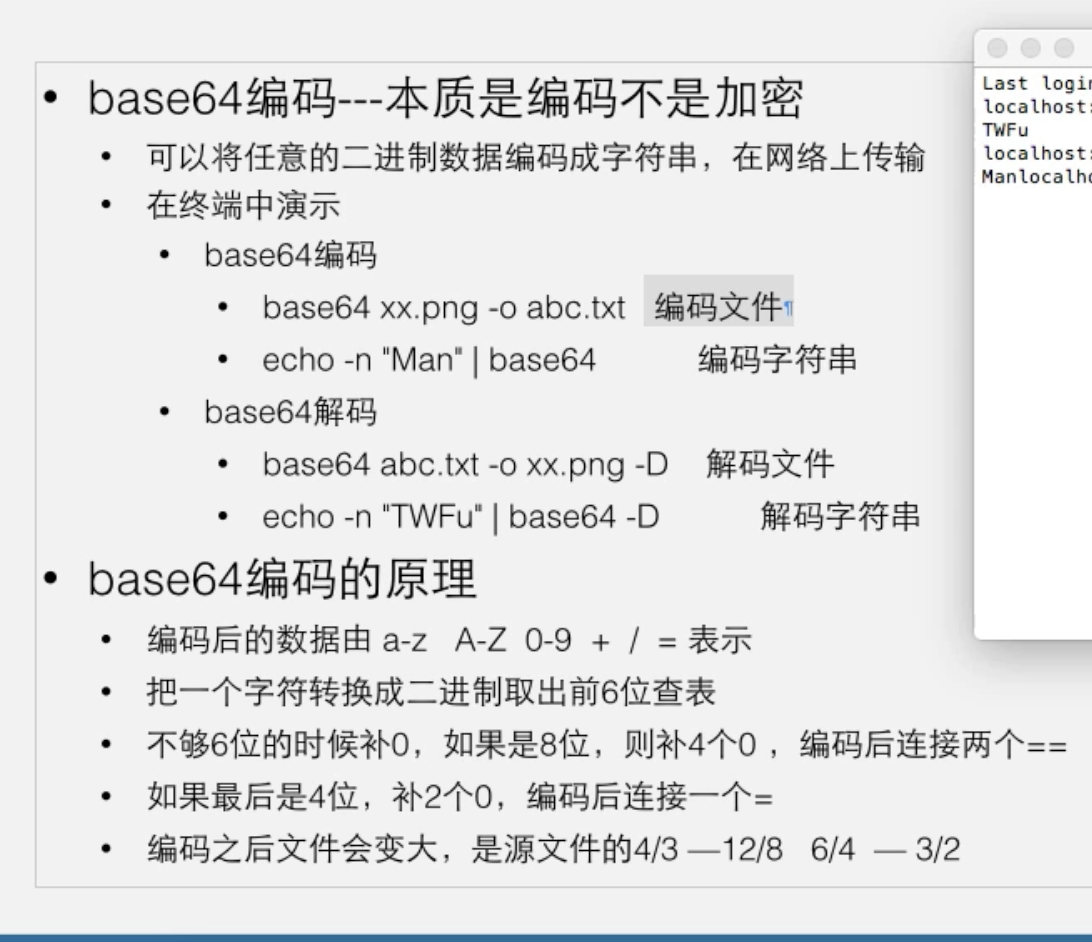 base64编码---本质是编码不是加密
可以将任意的二进制数据编码成字符串，在网络上传输
在终端中演示
base64编码
base64 xx.png -o abc.txt 编码文件
echo -n "Man" | base64 编码字符串
base64解码
base64 abc.txt -o xx.png -D 解码文件
echo -n "TWFu" | base64 -D 解码字符串
base64编码的原理
编码后的数据由 a-z A-Z 0-9 + / = 表示
把一个字符转换成二进制取出前6位查表
不够6位的时候补0，如果是8位，则补4个0 ，编码后连接两个==
如果最后是4位，补2个0，编码后连接一个=
编码之后文件会变大，是源文件的4/3 —12/8 6/4 — 3/2
Last login
localhost:
TWFu
localhost:
Manlocalho